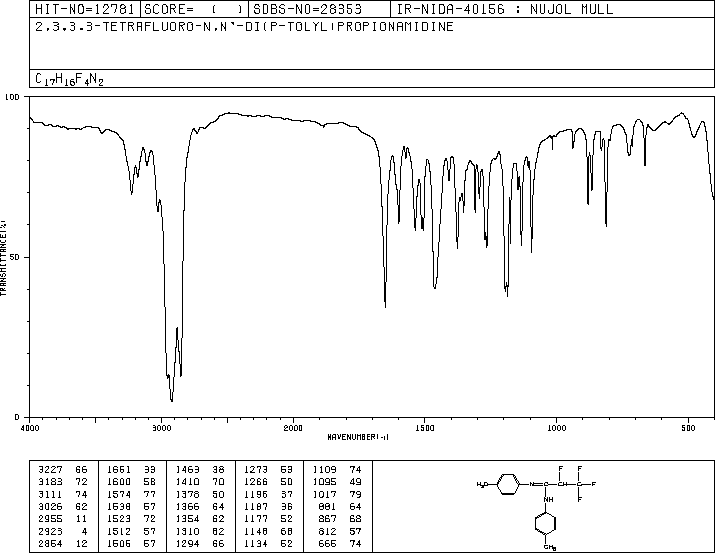 HIT-NO=12781 SCORE= ( ) SDBS-NO=28353 IR-NIDA-40156 : NUJOL MULL
2,3,3,3-TETRAFLUORO-N,N'-DI(P-TOLYL)PROPIONAMIDINE
C17H16F4N2
100
50
0
TRANSMITTANCE(%)
4000 3000 2000 1500 1000 500
WAVENUMBER(-1)
3227 66 1651 33 1463 38 1273 53 1109 74
3183 72 1600 58 1410 70 1266 50 1095 49
3111 74 1574 77 1378 50 1196 37 1017 79
3026 62 1538 57 1366 64 1187 36 881 64
2955 11 1523 72 1354 62 1177 52 867 68
2923 4 1512 57 1310 62 1148 68 812 57
2854 12 1506 57 1294 66 1134 52 665 74
H3C N C CH C F
F F F
NH
CH3